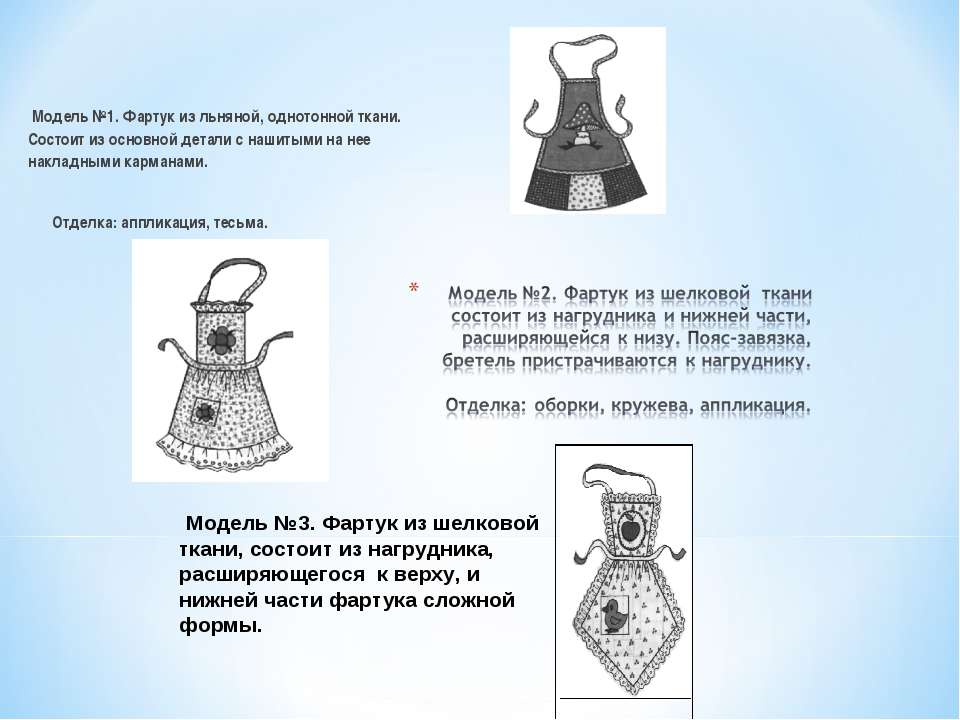 Модель №1. Фартук из льняной, однотонной ткани.
Состоит из основной детали с нашитыми на нее
накладными карманами.
Отделка: аппликация, тесьма.
* Модель №2. Фартук из шелковой ткани
состоит из нагрудника и нижней части,
расширяющейся к низу. Пояс-завязка,
бретель пристрачиваются к нагруднику.
Отделка: оборки, кружева, аппликация.
Модель №3. Фартук из шелковой
ткани, состоит из нагрудника,
расширяющегося к верху, и
нижней части фартука сложной
формы.